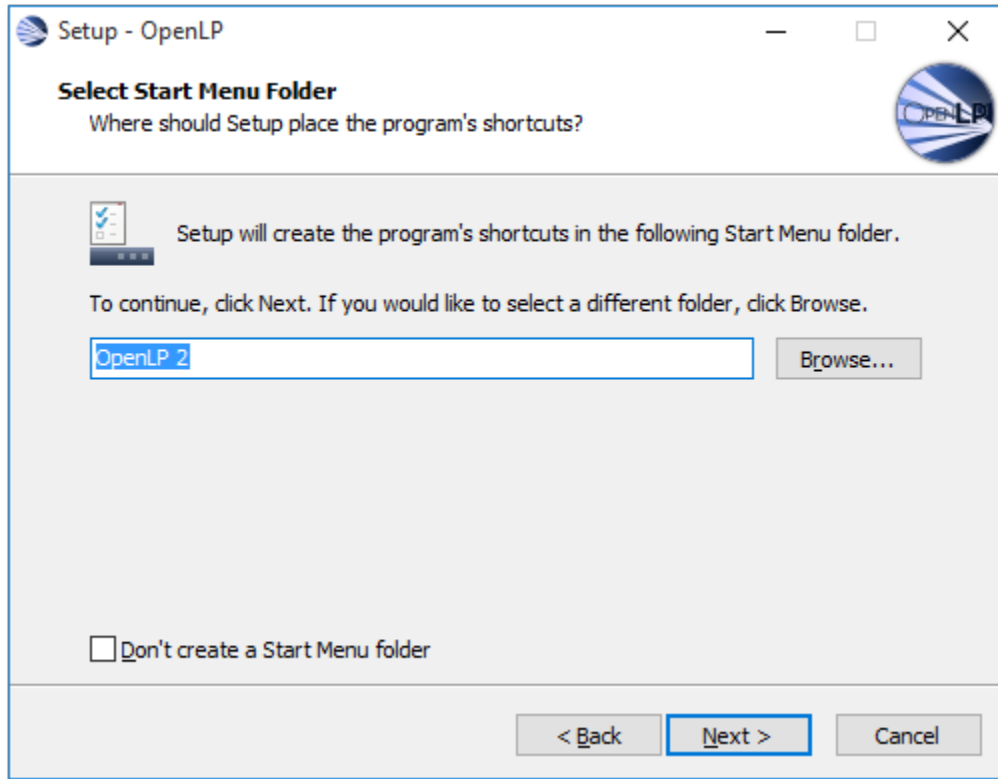 Setup - OpenLP
Select Start Menu Folder
Where should Setup place the program's shortcuts?
OPENLP
Setup will create the program's shortcuts in the following Start Menu folder.
To continue, click Next. If you would like to select a different folder, click Browse.
OpenLP 2
Browse...
Don't create a Start Menu folder
< Back
Next >
Cancel